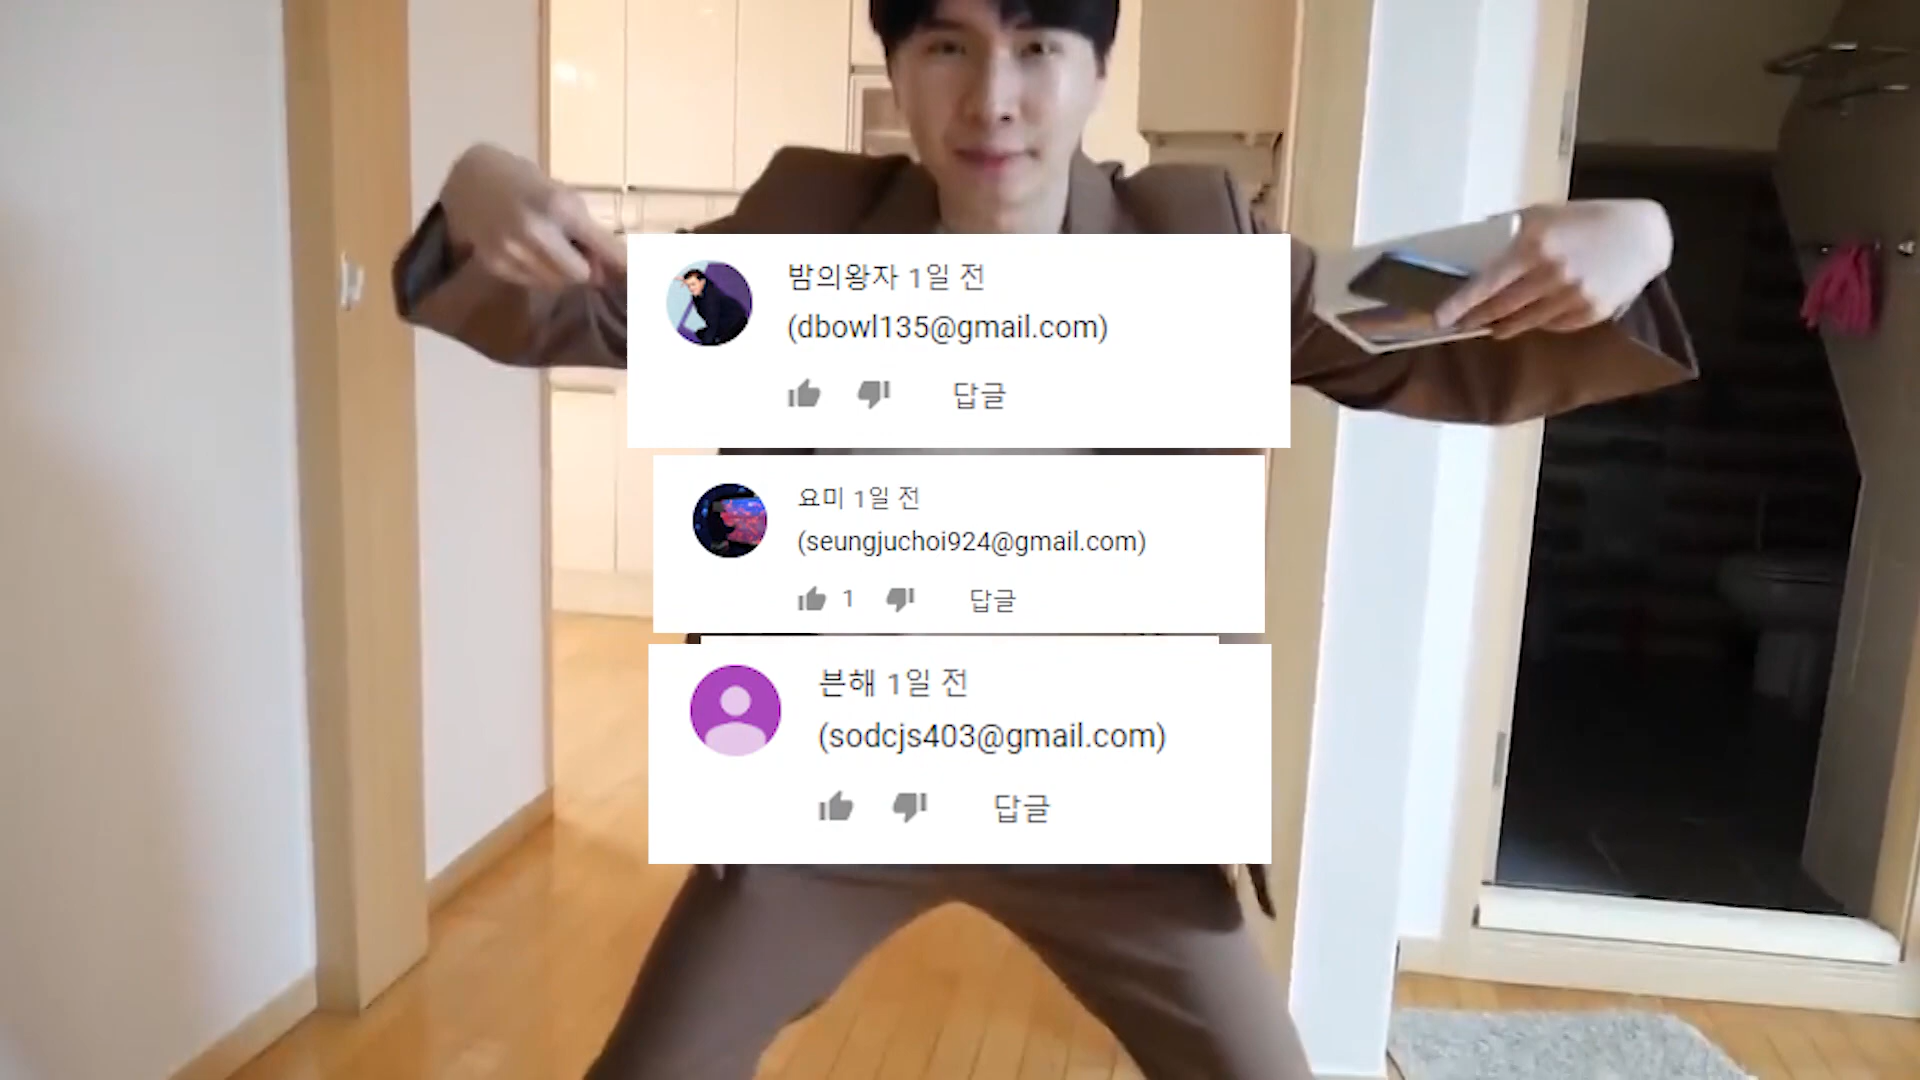 밤의왕자 1일 전
(dbowl135@gmail.com)
답글
요미 1일 전
(seungjuchoi924@gmail.com)
1 답글
븐해 1일 전
(sodcjs403@gmail.com)
답글